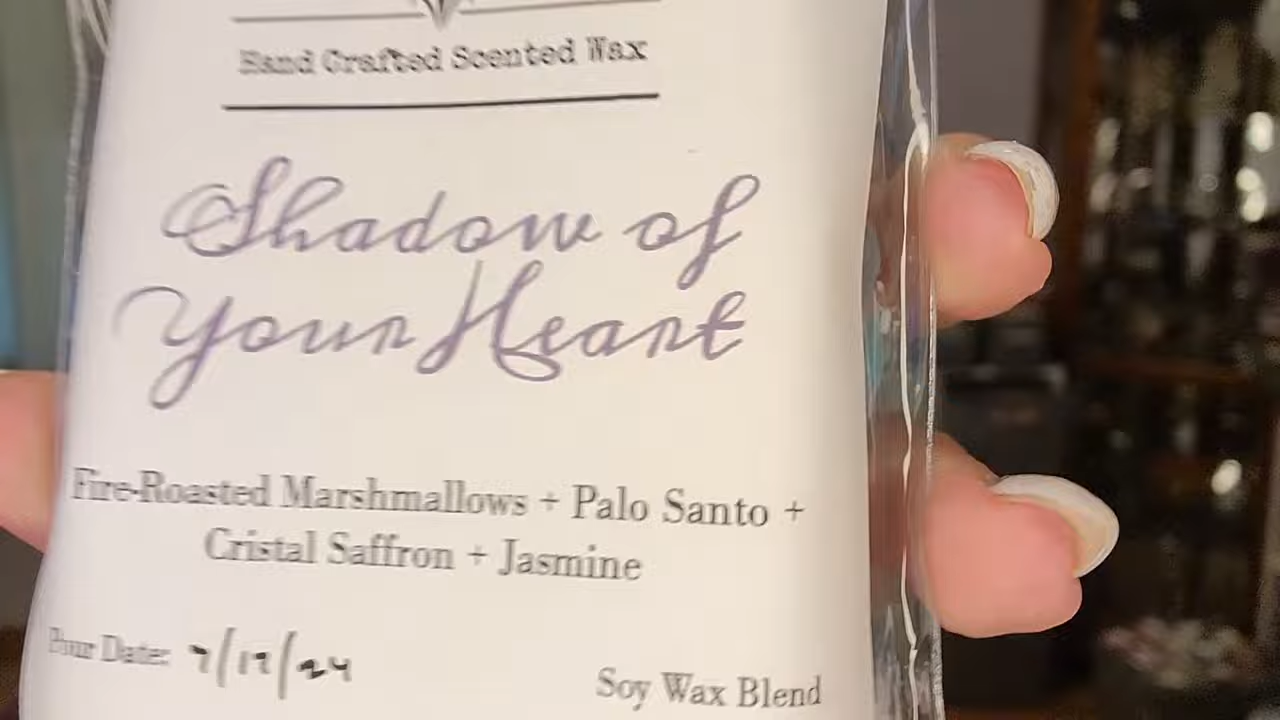 Hand Crafted Scented Wax
Shadow of
Your Heart
Fire-Roasted Marshmallows + Palo Santo +
Cristal Saffron + Jasmine
Pour Date: 7/17/24
Soy Wax Blend